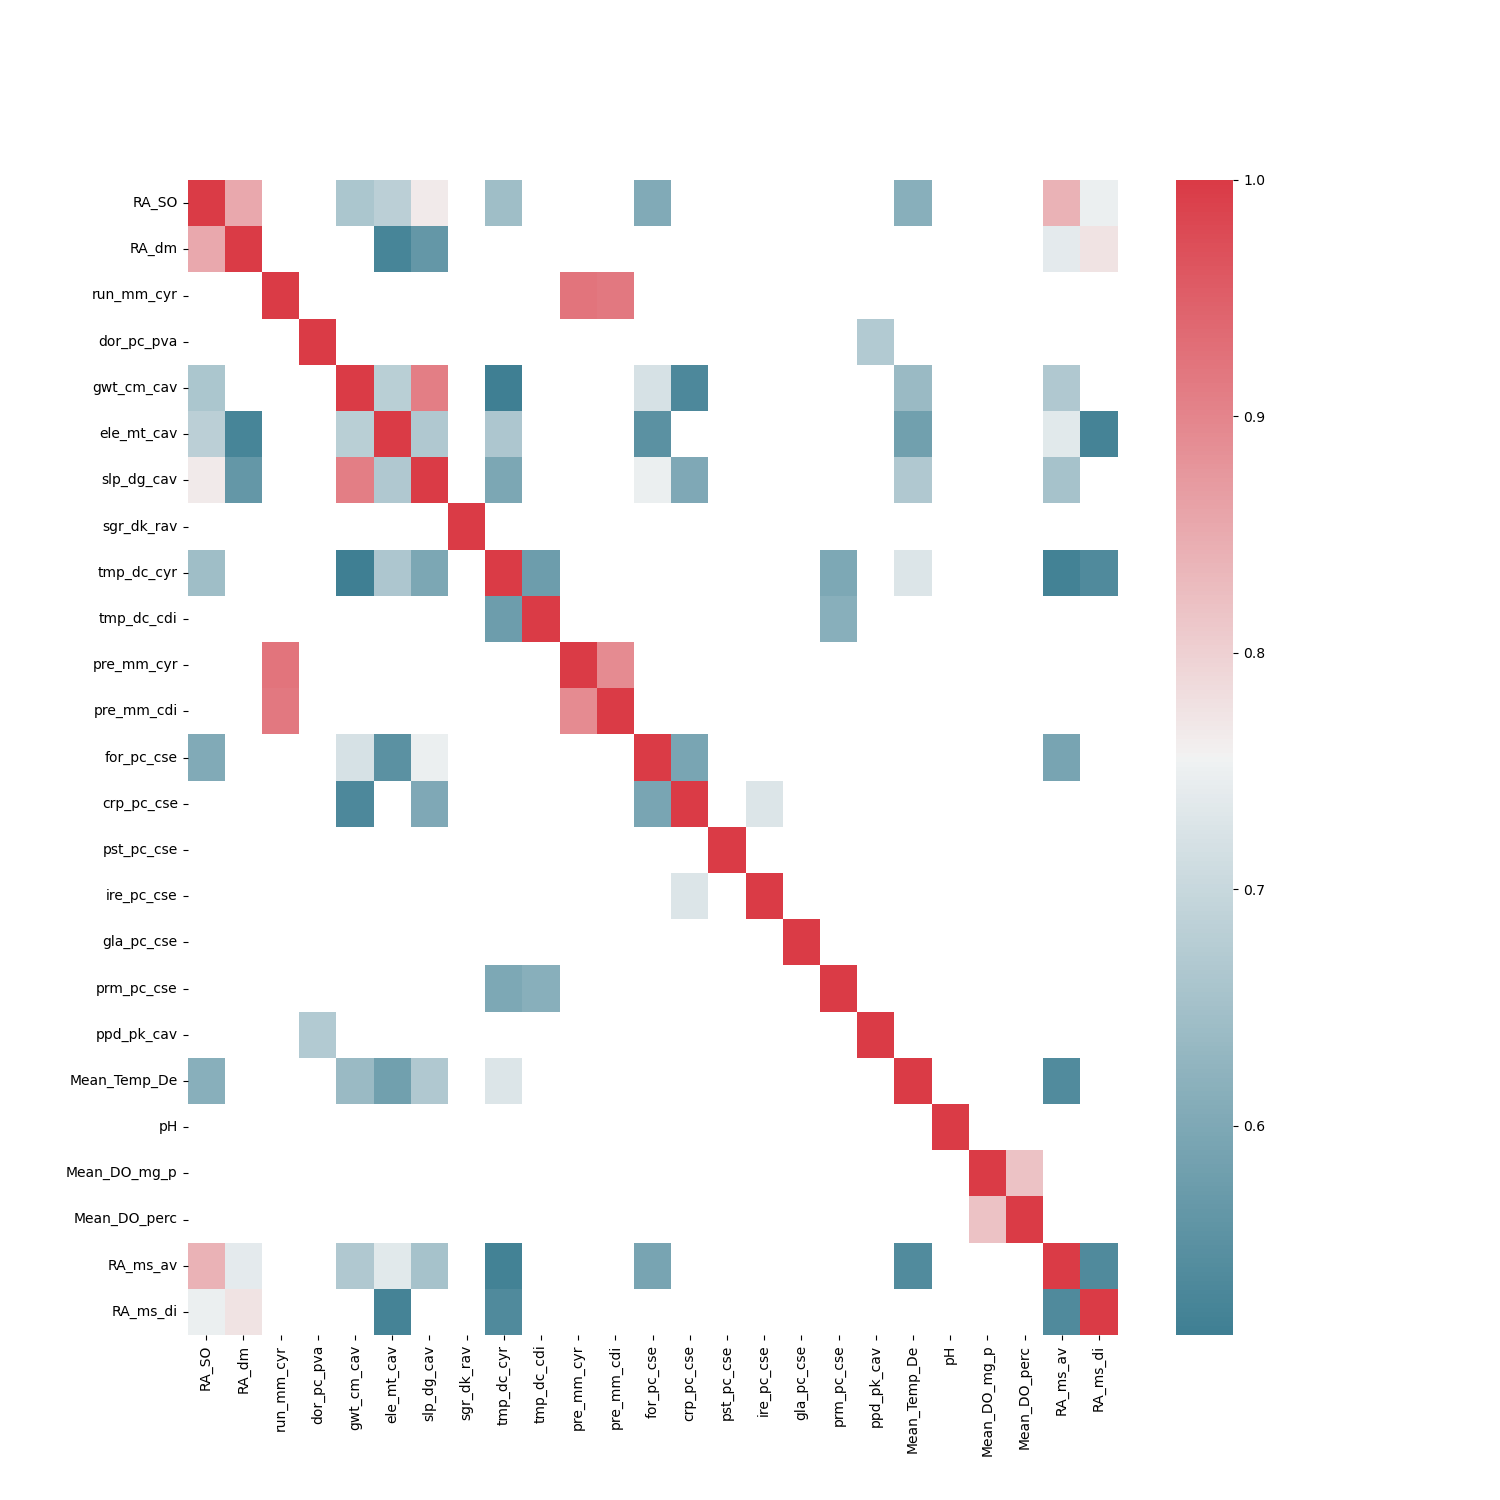 RA_SO
RA_dm
run_mm_cyr
dor_pc_pva
gwt_cm_cav
ele_mt_cav
slp_dg_cav
sgr_dk_rav
tmp_dc_cyr
tmp_dc_cdi
pre_mm_cyr
pre_mm_cdi
for_pc_cse
crp_pc_cse
pst_pc_cse
ire_pc_cse
gla_pc_cse
prm_pc_cse
ppd_pk_cav
Mean_Temp_De
pH
Mean_DO_mg_p
Mean_DO_perc
RA_ms_av
RA_ms_di
RA_SO
RA_dm
run_mm_cyr
dor_pc_pva
gwt_cm_cav
ele_mt_cav
slp_dg_cav
sgr_dk_rav
tmp_dc_cyr
tmp_dc_cdi
pre_mm_cyr
pre_mm_cdi
for_pc_cse
crp_pc_cse
pst_pc_cse
ire_pc_cse
gla_pc_cse
prm_pc_cse
ppd_pk_cav
Mean_Temp_De
pH
Mean_DO_mg_p
Mean_DO_perc
RA_ms_av
RA_ms_di
1.0
0.9
0.8
0.7
0.6